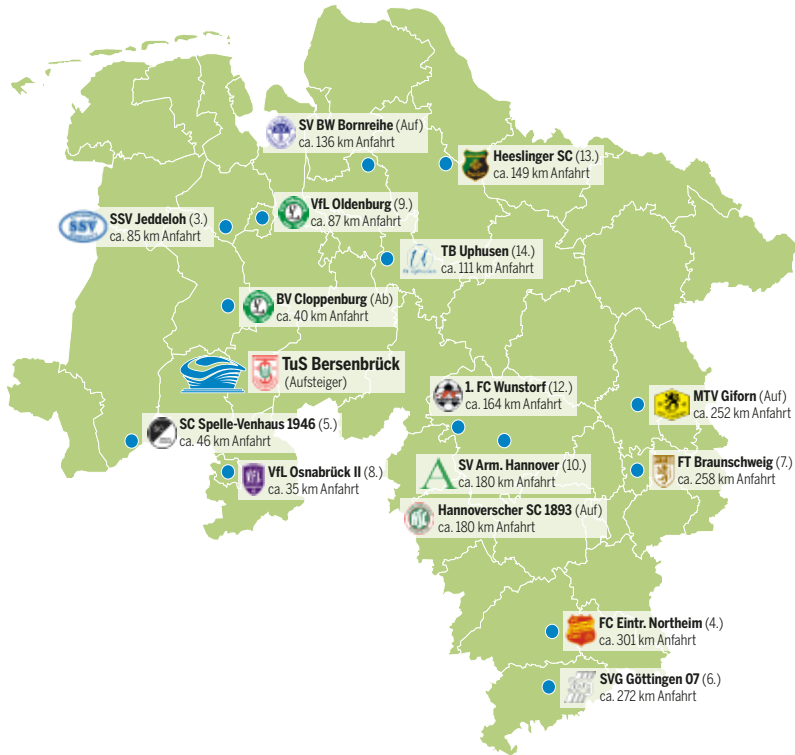 SV BW Bornreihe (Auf)
ca. 136 km Anfahrt
Heeslinger SC (13.)
ca. 149 km Anfahrt
SSV
SSV Jeddeloh (3.)
ca. 85 km Anfahrt
VfL Oldenburg (9.)
ca. 87 km Anfahrt
TB Uphusen (14.)
ca. 111 km Anfahrt
BV Cloppenburg (Ab)
ca. 40 km Anfahrt
TuS Bersenbrück
(Aufsteiger)
1. FC Wunstorf (12.)
ca. 164 km Anfahrt
MTV Giforn (Auf)
ca. 252 km Anfahrt
SC Spelle-Venhaus 1946 (5.)
ca. 46 km Anfahrt
VFL
VfL Osnabrück II (8.)
ca. 35 km Anfahrt
A
SV Arm. Hannover (10.)
ca. 180 km Anfahrt
FT Braunschweig (7.)
ca. 258 km Anfahrt
HSC
Hannoverscher SC 1893 (Auf)
ca. 180 km Anfahrt
FC Eintr. Northeim (4.)
ca. 301 km Anfahrt
SVG Göttingen 07 (6.)
ca. 272 km Anfahrt